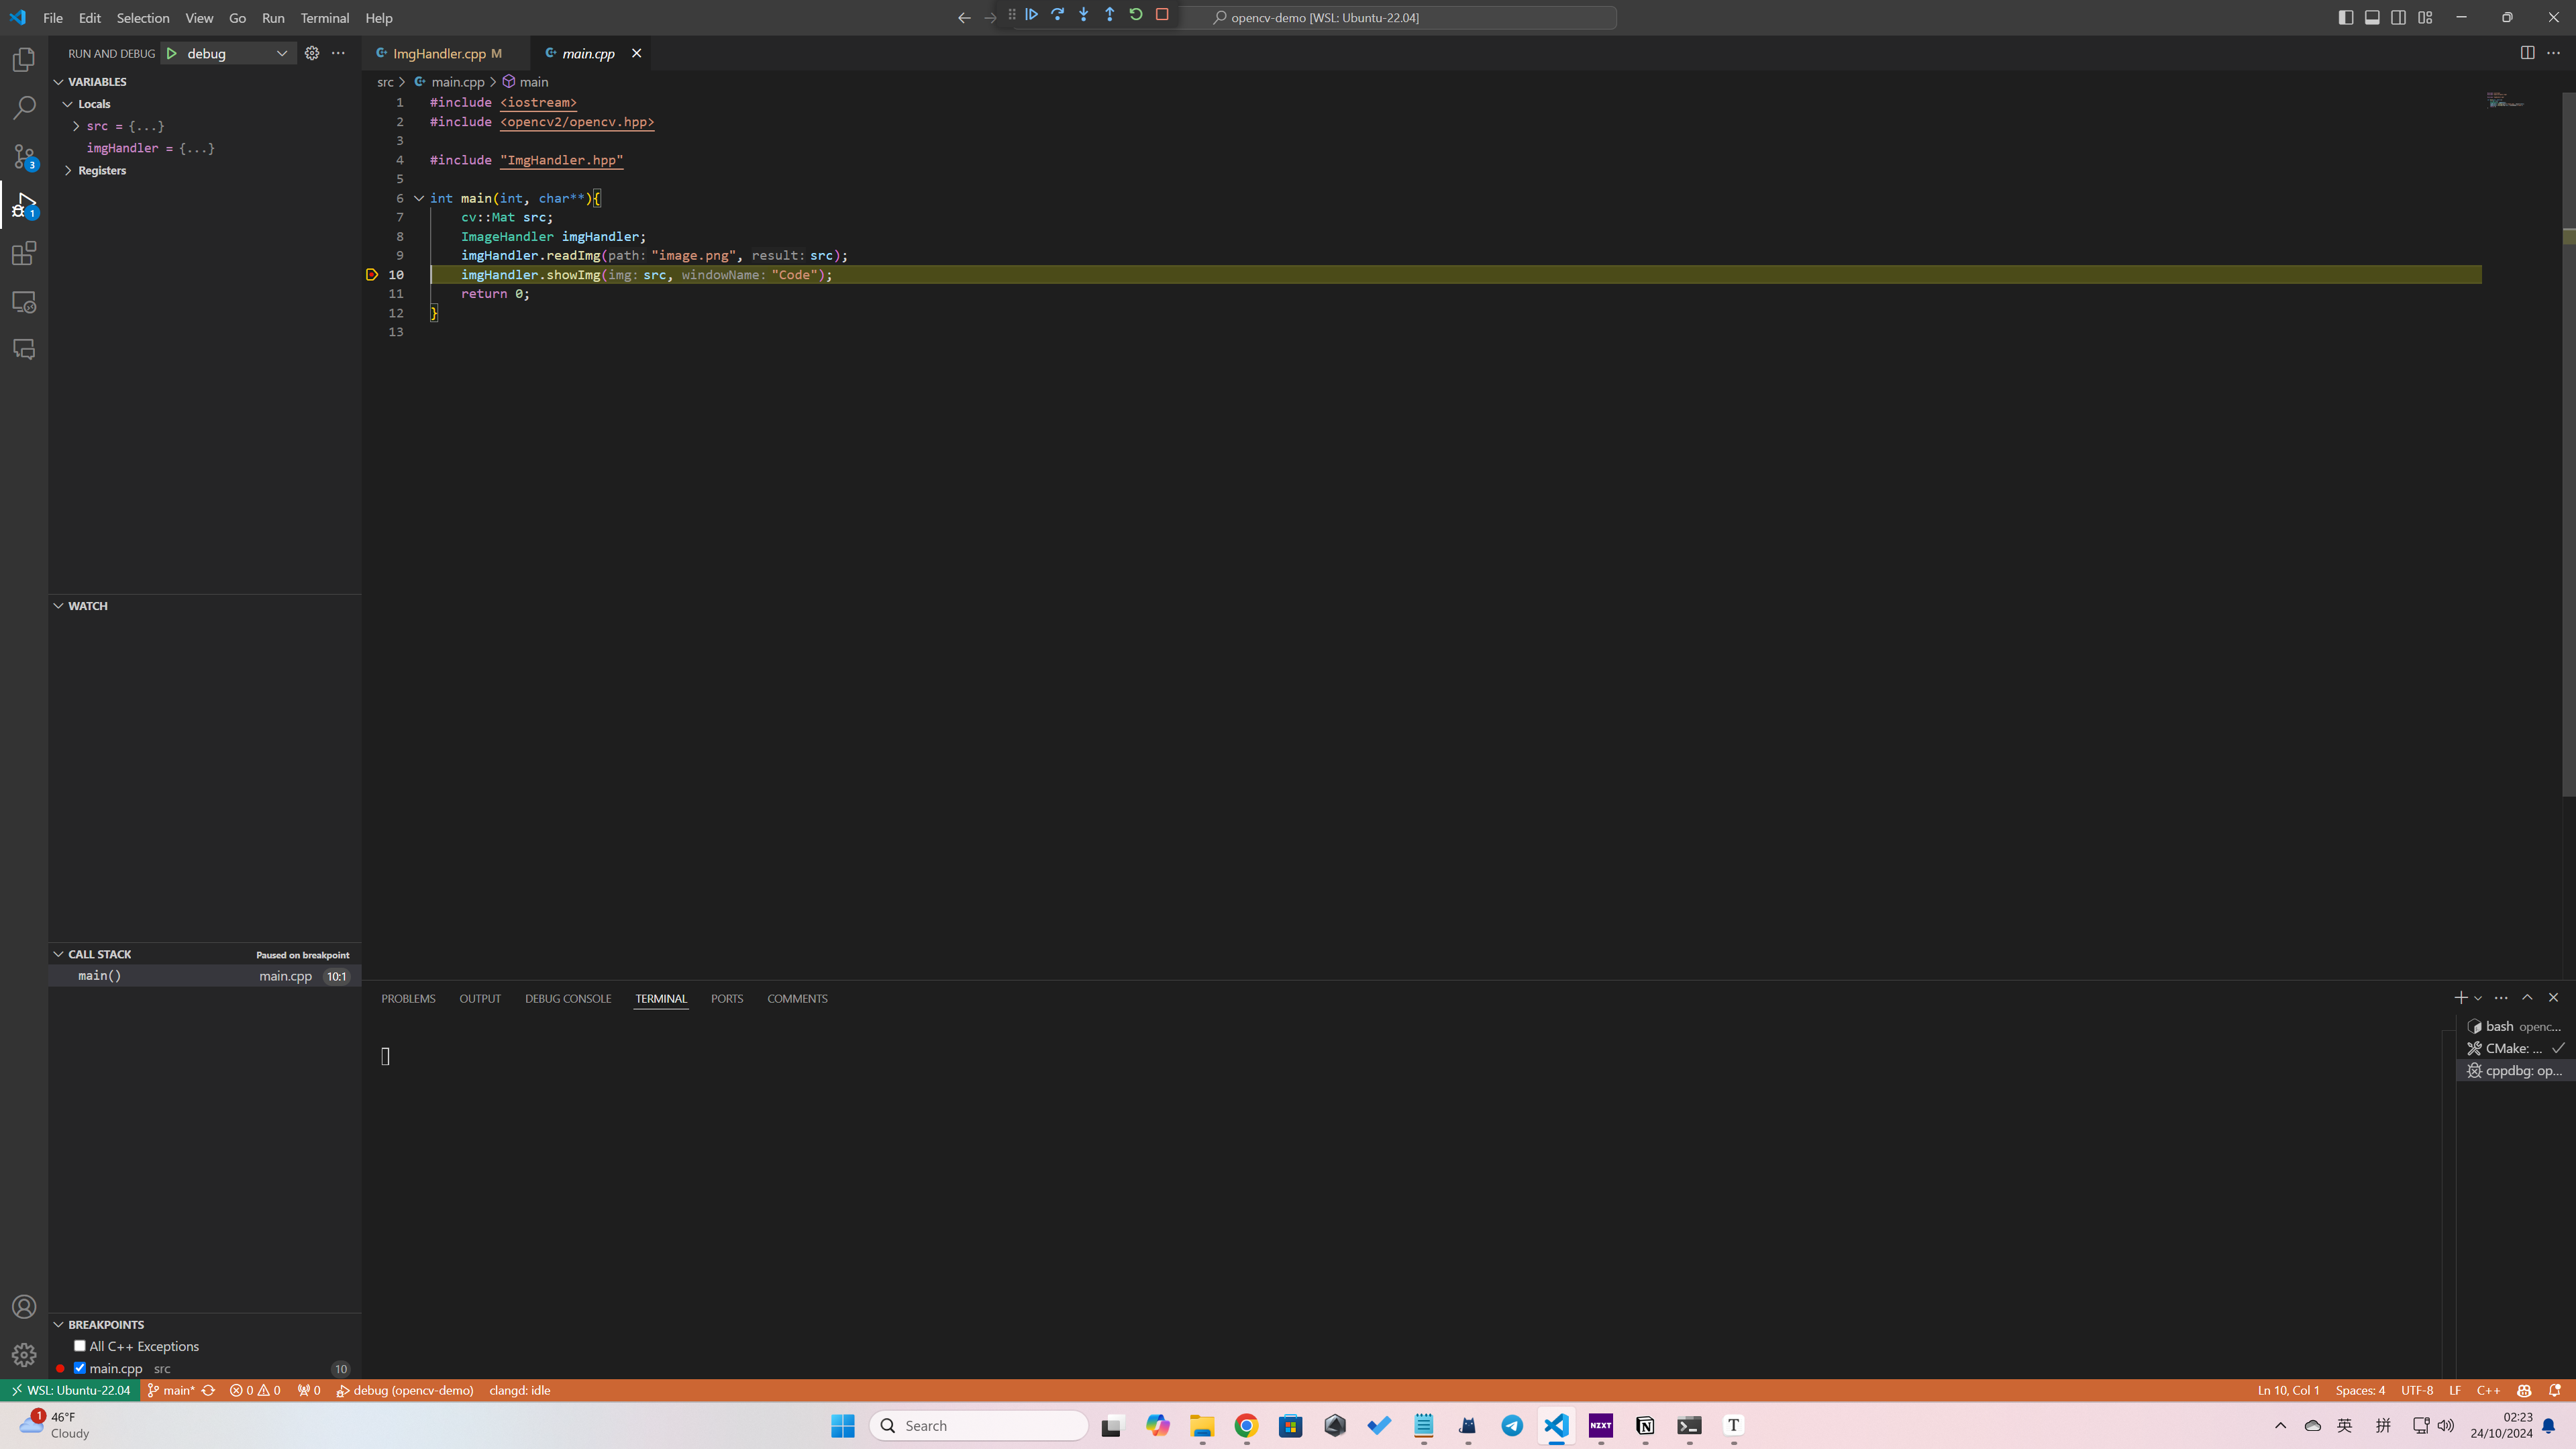 File Edit Selection View Go Run Terminal Help
opencv-demo [WSL: Ubuntu-22.04]
RUN AND DEBUG debug
VARIABLES
Locals
src = {...}
imgHandler = {...}
Registers
WATCH
CALL STACK Paused on breakpoint
main() main.cpp 10:1
BREAKPOINTS
All C++ Exceptions
main.cpp src 10
3
1
ImgHandler.cpp M main.cpp
src > main.cpp > main
1 #include <iostream>
2 #include <opencv2/opencv.hpp>
3
4 #include "ImgHandler.hpp"
5
6 int main(int, char**){
7 cv::Mat src;
8 ImageHandler imgHandler;
9 imgHandler.readImg(path: "image.png", result: src);
10 imgHandler.showImg(img: src, windowName: "Code");
11 return 0;
12 }
13
PROBLEMS OUTPUT DEBUG CONSOLE TERMINAL PORTS COMMENTS
bash openc...
CMake: ...
cppdbg: op...
WSL: Ubuntu-22.04 main* 0 0 0 debug (opencv-demo) clangd: idle Ln 10, Col 1 Spaces: 4 UTF-8 LF C++
1 46°F
Cloudy
Search
NZXT
T
英 拼
02:23
24/10/2024